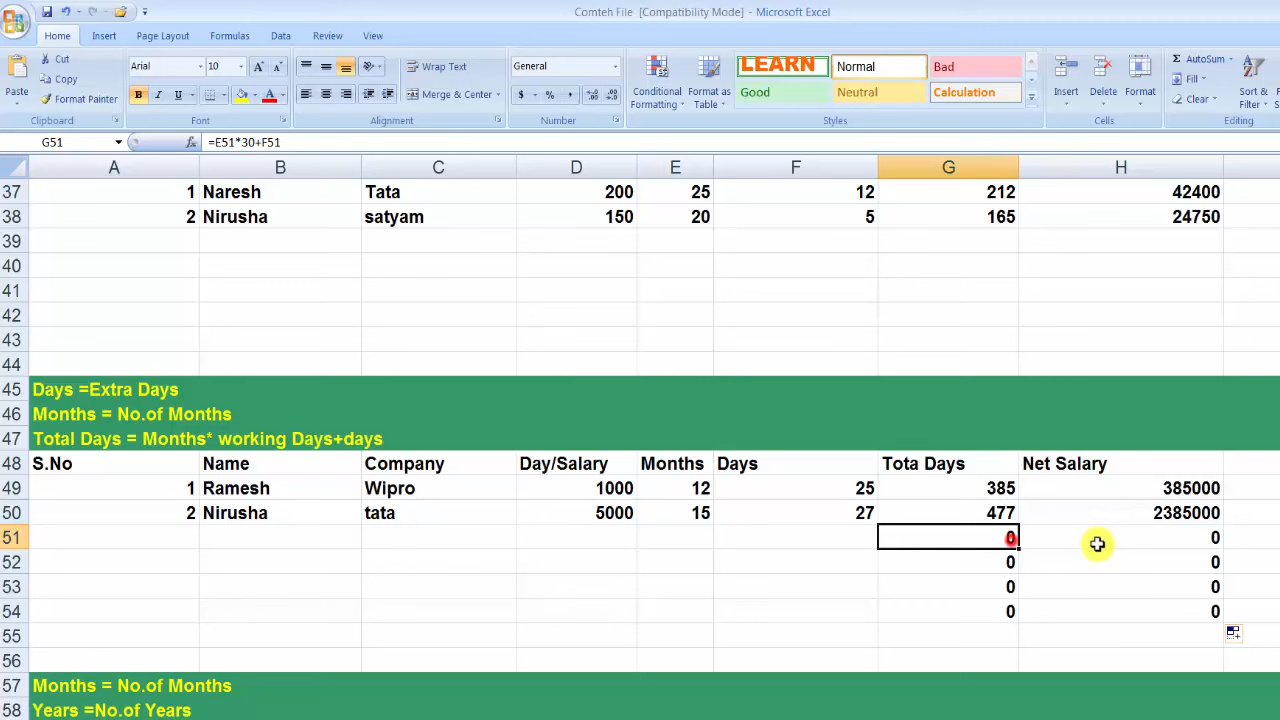 Comteh File [Compatibility Mode] - Microsoft Excel
Home Insert Page Layout Formulas Data Review View
Paste Cut Copy Format Painter Clipboard
Arial 10 B I U Font
Wrap Text Merge & Center Alignment
General $ % , Number
Conditional Formatting Format as Table
LEARN Normal Bad
Good Neutral Calculation
Styles
Insert Delete Format Cells
Σ AutoSum Fill Clear Sort & Filter Editing
G51 fx =E51*30+F51
A B C D E F G H
37 1 Naresh Tata 200 25 12 212 42400
38 2 Nirusha satyam 150 20 5 165 24750
39
40
41
42
43
44
45 Days =Extra Days
46 Months = No.of Months
47 Total Days = Months* working Days+days
48 S.No Name Company Day/Salary Months Days Tota Days Net Salary
49 1 Ramesh Wipro 1000 12 25 385 385000
50 2 Nirusha tata 5000 15 27 477 2385000
51 0 0
52 0 0
53 0 0
54 0 0
55
56
57 Months = No.of Months
58 Years =No.of Years